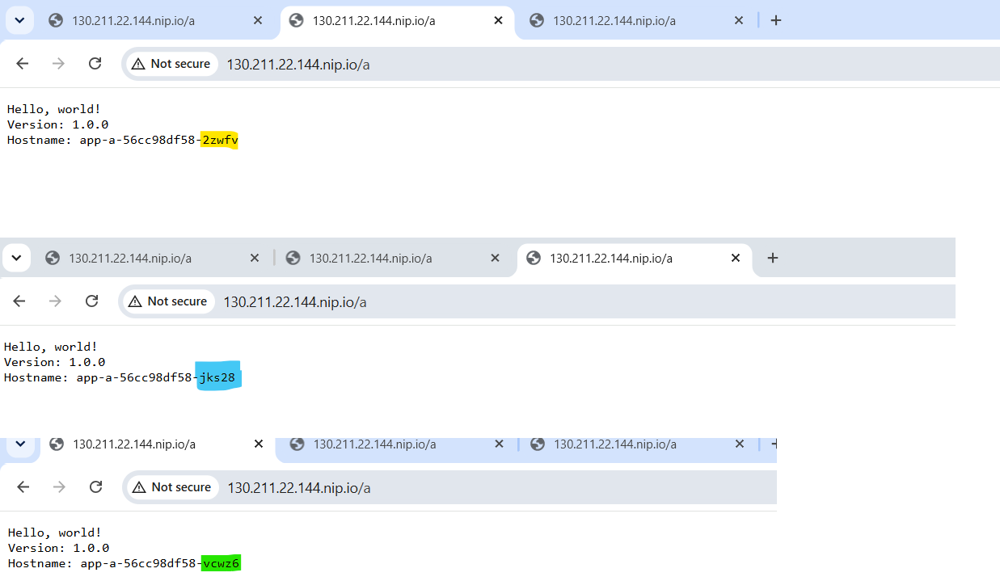 130.211.22.144.nip.io/a 130.211.22.144.nip.io/a 130.211.22.144.nip.io/a
Not secure 130.211.22.144.nip.io/a
Hello, world!
Version: 1.0.0
Hostname: app-a-56cc98df58-2zwfv
130.211.22.144.nip.io/a 130.211.22.144.nip.io/a 130.211.22.144.nip.io/a
Not secure 130.211.22.144.nip.io/a
Hello, world!
Version: 1.0.0
Hostname: app-a-56cc98df58-jks28
130.211.22.144.nip.io/a 130.211.22.144.nip.io/a 130.211.22.144.nip.io/a
Not secure 130.211.22.144.nip.io/a
Hello, world!
Version: 1.0.0
Hostname: app-a-56cc98df58-vcwz6